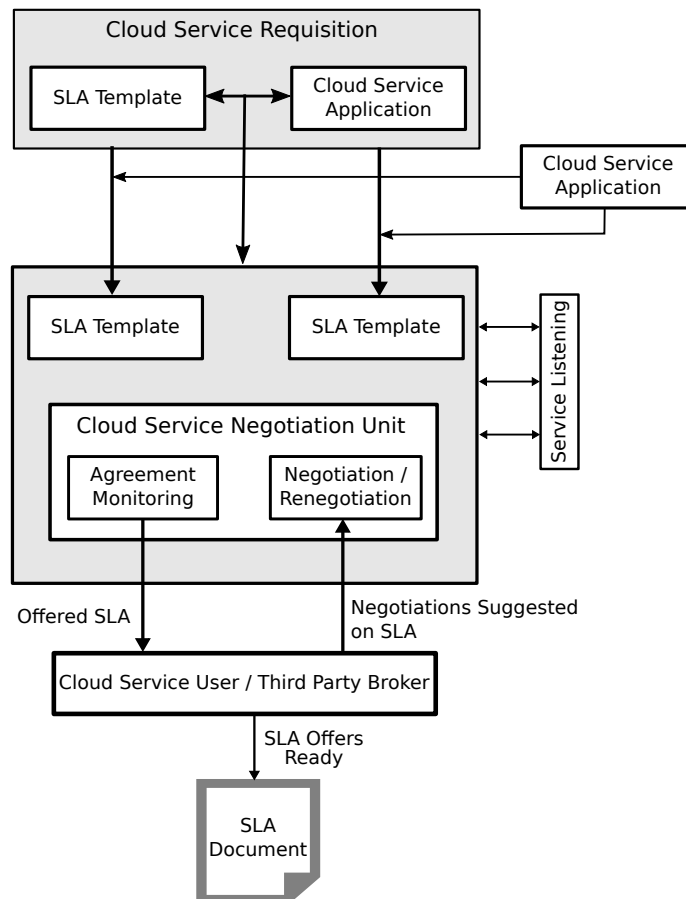 Cloud Service Requisition
SLA Template
Cloud Service
Application
Cloud Service
Application
SLA Template
SLA Template
Service Listening
Cloud Service Negotiation Unit
Agreement
Monitoring
Negotiation /
Renegotiation
Offered SLA
Negotiations Suggested
on SLA
Cloud Service User / Third Party Broker
SLA Offers
Ready
SLA
Document